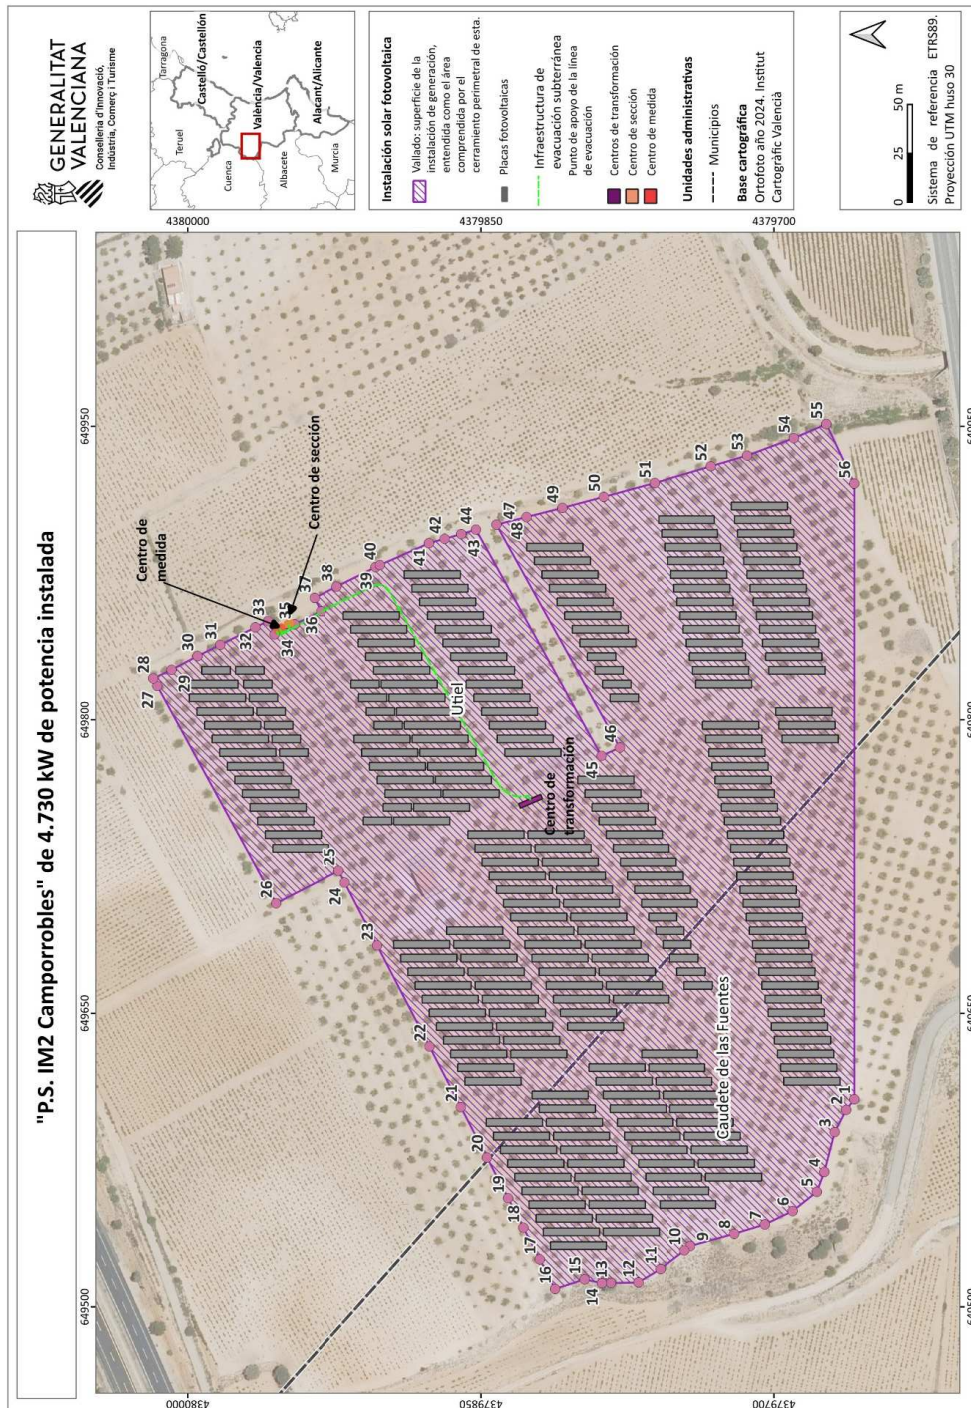 "P.S. IM2 Camporrobles" de 4.730 kW de potencia instalada
GENERALITAT
VALENCIANA
Conselleria d'Innovació,
Indústria, Comerç i Turisme
Tarragona
Teruel
Castelló/Castellón
Cuenca
València/Valencia
Albacete
Alacant/Alicante
Murcia
Instalación solar fotovoltaica
Vallado: superficie de la
instalación de generación,
entendida como el área
comprendida por el
cerramiento perimetral de esta.
Placas fotovoltaicas
Infraestructura de
evacuación subterránea
Punto de apoyo de la línea
de evacuación
Centros de transformación
Centro de sección
Centro de medida
Unidades administrativas
Municipios
Base cartográfica
Ortofoto año 2024. Institut
Cartogràfic Valencià
0 25 50 m
Sistema de referencia ETRS89.
Proyección UTM huso 30
649500
649650
649800
649950
4380000
4379850
4379700
4380000
4379850
4379700
649500
649650
649800
649950
Centro de
medida
Centro de sección
Centro de
transformación
Utiel
Caudete de las Fuentes
1
2
3
4
5
6
7
8
9
10
11
12
13
14
15
16
17
18
19
20
21
22
23
24
25
26
27
28
29
30
31
32
33
34
35
36
37
38
39
40
41
42
43
44
45
46
47
48
49
50
51
52
53
54
55
56